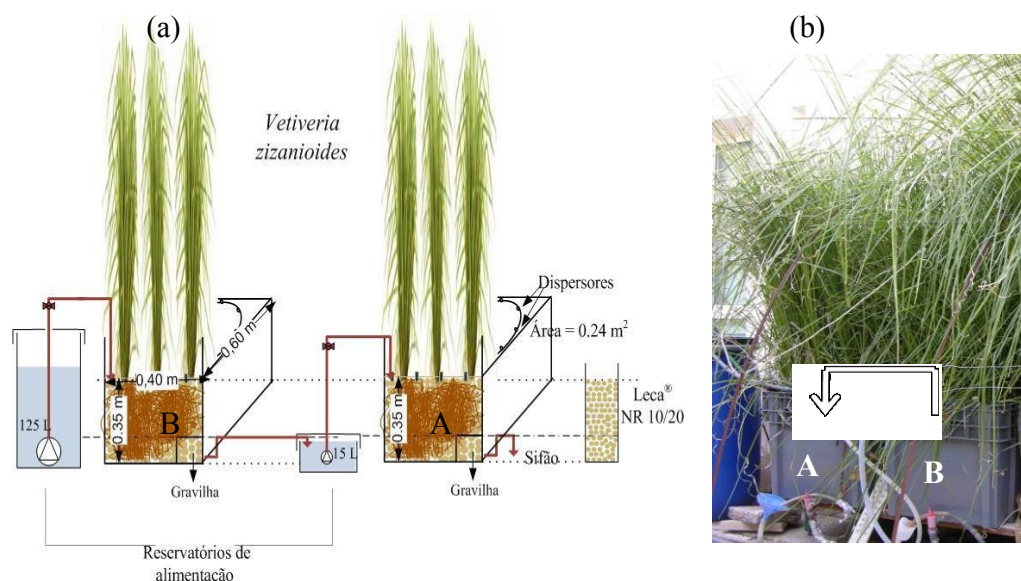 (a)
(b)
Vetiveria
zizanioides
Dispersores
0,60 m
Área = 0.24 m²
0,40 m
0.35 m
B
0.35 m
A
Leca®
NR 10/20
125 L
15 L
Sifão
Gravilha
Gravilha
Reservatórios de
alimentação
A
B